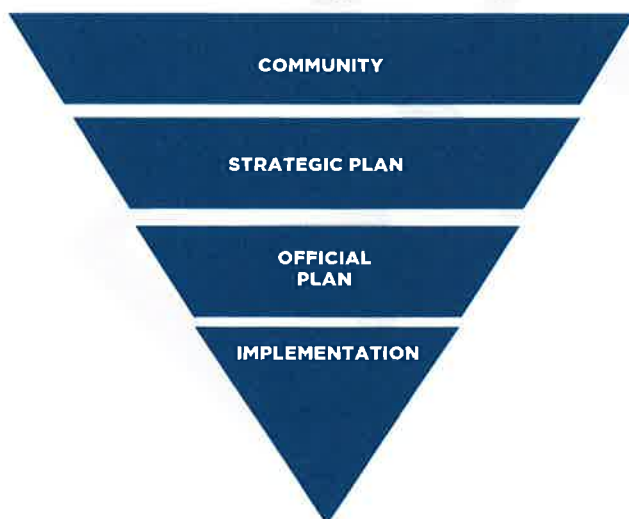 COMMUNITY
STRATEGIC PLAN
OFFICIAL
PLAN
IMPLEMENTATION